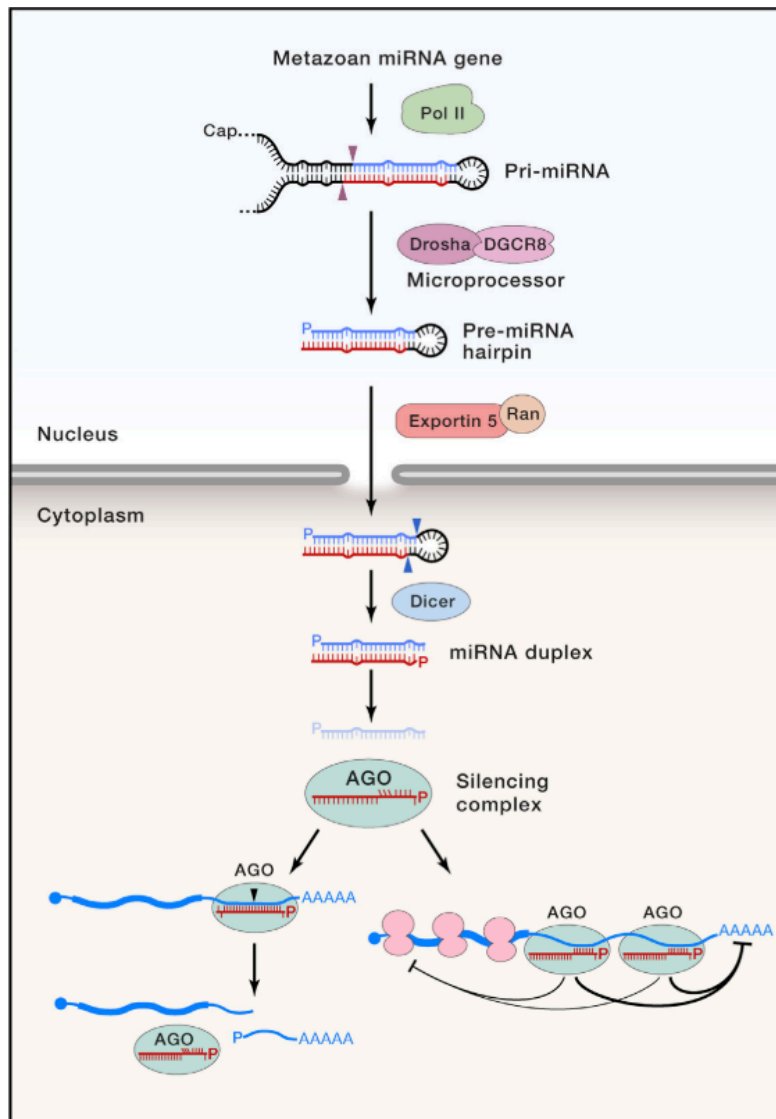 Metazoan miRNA gene
Pol II
Cap
Pri-miRNA
Drosha
DGCR8
Microprocessor
P
Pre-miRNA
hairpin
Exportin 5
Ran
Nucleus
Cytoplasm
P
Dicer
P
miRNA duplex
P
P
AGO
P
Silencing
complex
AGO
AAAAA
P
AGO
AGO
AAAAA
P
P
AGO
P
P
AAAAA